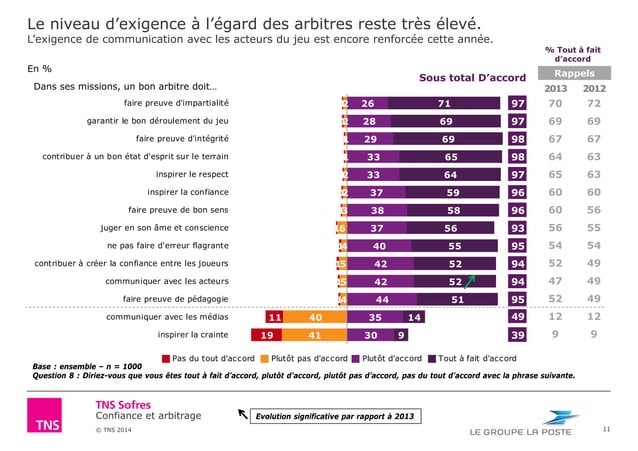 Le niveau d’exigence à l’égard des arbitres reste très élevé.
L’exigence de communication avec les acteurs du jeu est encore renforcée cette année.
% Tout à fait
d’accord
En %
Sous total D’accord
Rappels
Dans ses missions, un bon arbitre doit…
2013 2012
faire preuve d'impartialité 2 26 71 97 70 72
garantir le bon déroulement du jeu 2 28 69 97 69 69
faire preuve d'intégrité 1 29 69 98 67 67
contribuer à un bon état d'esprit sur le terrain 1 33 65 98 64 63
inspirer le respect 2 33 64 97 65 63
inspirer la confiance 2 37 59 96 60 60
faire preuve de bon sens 3 38 58 96 60 56
juger en son âme et conscience 1 6 37 56 93 56 55
ne pas faire d'erreur flagrante 1 4 40 55 95 54 54
contribuer à créer la confiance entre les joueurs 1 5 42 52 94 52 49
communiquer avec les acteurs 1 5 42 52 94 47 49
faire preuve de pédagogie 1 4 44 51 95 52 49
communiquer avec les médias 11 40 35 14 49 12 12
inspirer la crainte 19 41 30 9 39 9 9
Pas du tout d'accord Plutôt pas d'accord Plutôt d'accord Tout à fait d'accord
Base : ensemble – n = 1000
Question 8 : Diriez-vous que vous êtes tout à fait d’accord, plutôt d’accord, plutôt pas d’accord, pas du tout d’accord avec la phrase suivante.
TNS
TNS Sofres
Confiance et arbitrage
© TNS 2014
Evolution significative par rapport à 2013
LE GROUPE LA POSTE
11